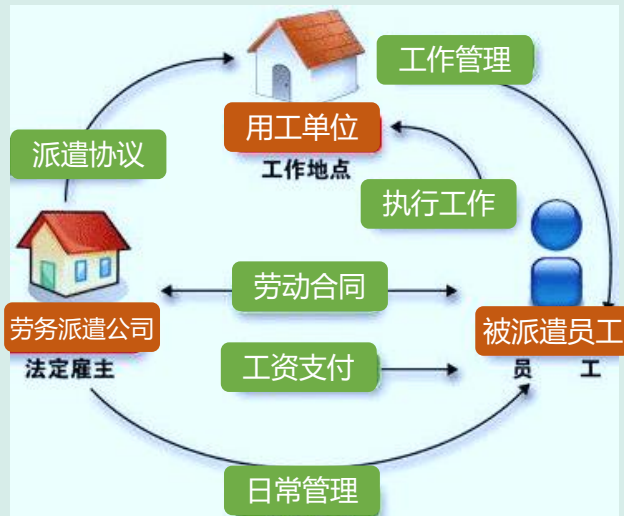 工作管理
用工单位
工作地点
派遣协议
执行工作
劳动合同
劳务派遣公司
法定雇主
被派遣员工
员 工
工资支付
日常管理